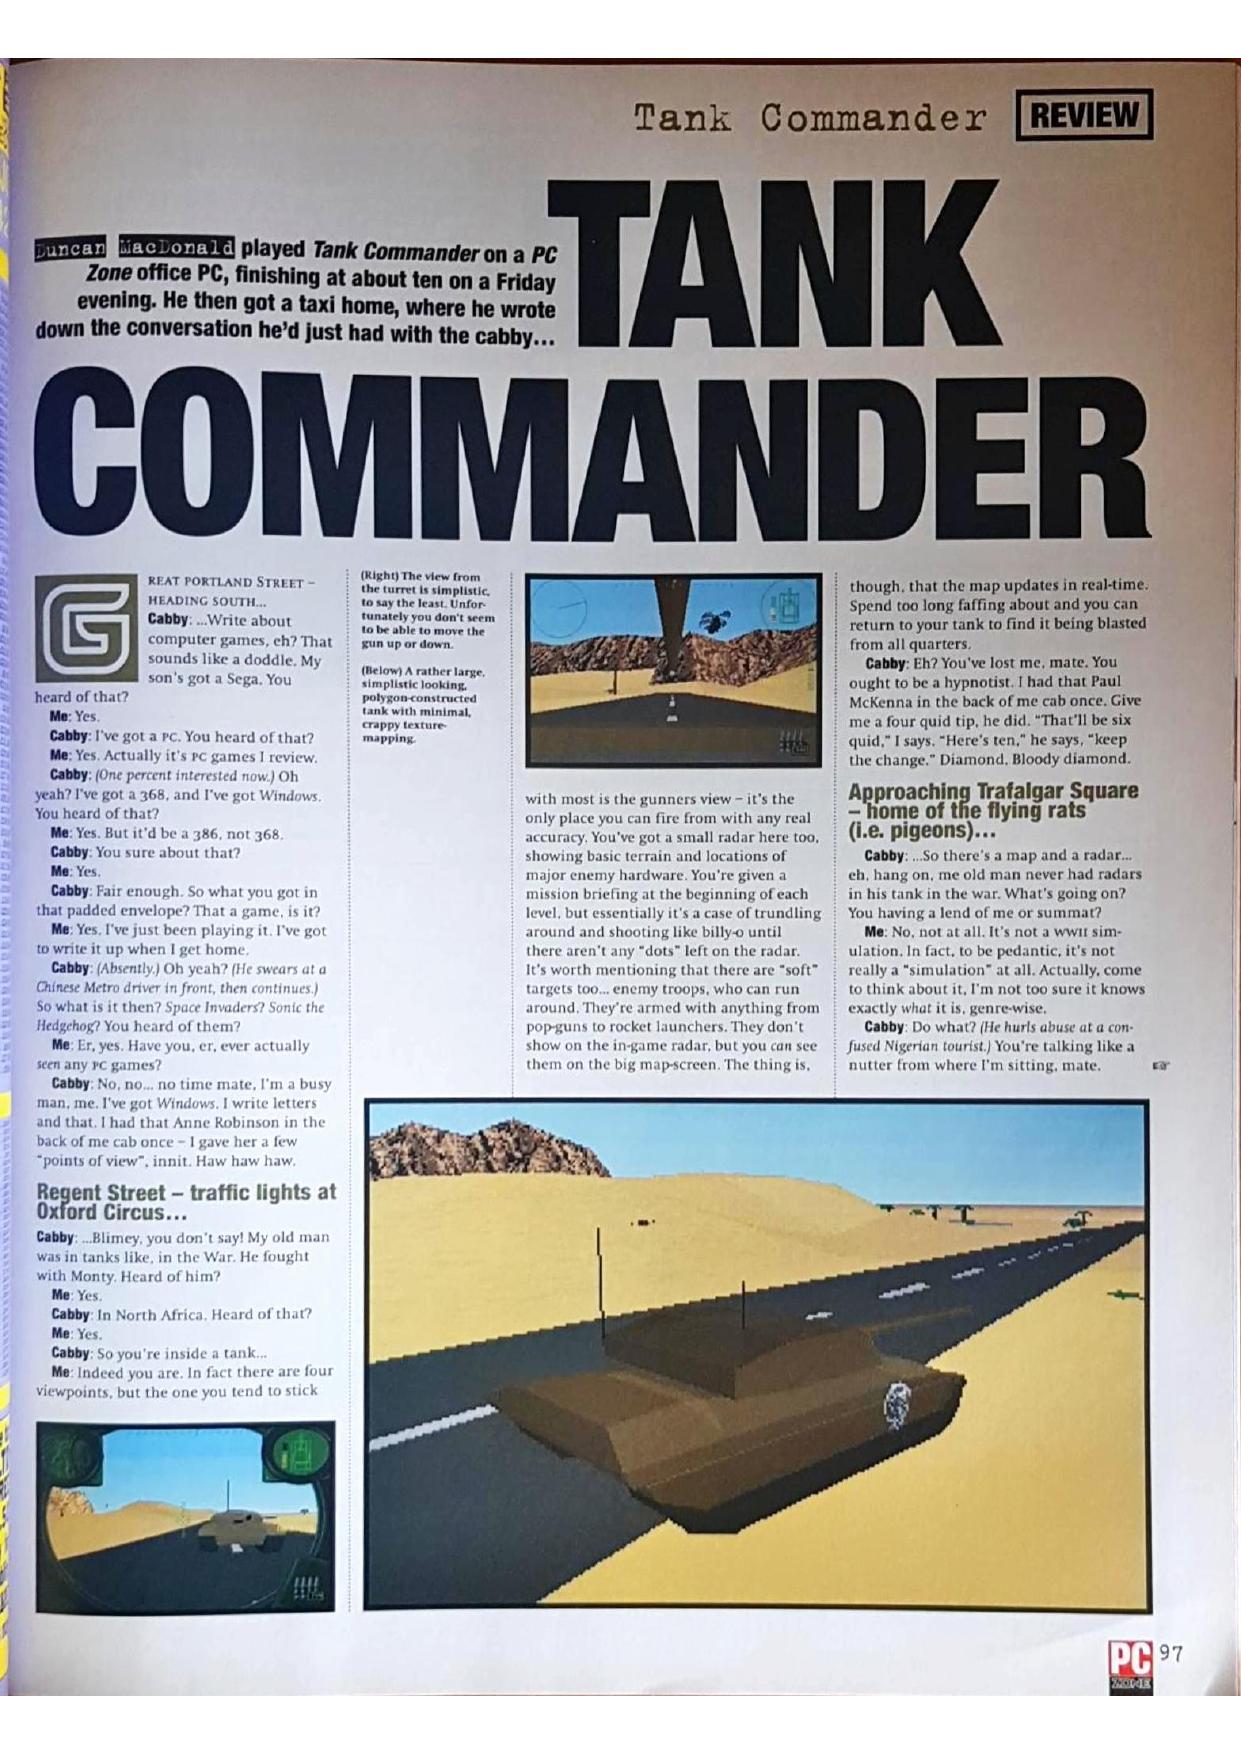 Tank Commander REVIEW
TANK
COMMANDER
Duncan MacDonald played Tank Commander on a PC
Zone office PC, finishing at about ten on a Friday
evening. He then got a taxi home, where he wrote
down the conversation he'd just had with the cabby...
GREAT PORTLAND STREET –
HEADING SOUTH...
Cabby: ...Write about
computer games, eh? That
sounds like a doddle. My
son's got a Sega. You
heard of that?
Me: Yes.
Cabby: I've got a PC. You heard of that?
Me: Yes. Actually it's PC games I review.
Cabby: (One percent interested now.) Oh
yeah? I've got a 368, and I've got Windows.
You heard of that?
Me: Yes. But it'd be a 386, not 368.
Cabby: You sure about that?
Me: Yes.
Cabby: Fair enough. So what you got in
that padded envelope? That a game, is it?
Me: Yes. I've just been playing it. I've got
to write it up when I get home.
Cabby: (Absently.) Oh yeah? (He swears at a
Chinese Metro driver in front, then continues.)
So what is it then? Space Invaders? Sonic the
Hedgehog? You heard of them?
Me: Er, yes. Have you, er, ever actually
seen any PC games?
Cabby: No, no... no time mate, I'm a busy
man, me. I've got Windows. I write letters
and that. I had that Anne Robinson in the
back of me cab once – I gave her a few
"points of view", innit. Haw haw haw.
Regent Street – traffic lights at
Oxford Circus...
Cabby: ...Blimey, you don't say! My old man
was in tanks like, in the War. He fought
with Monty. Heard of him?
Me: Yes.
Cabby: In North Africa. Heard of that?
Me: Yes.
Cabby: So you're inside a tank...
Me: Indeed you are. In fact there are four
viewpoints, but the one you tend to stick
(Right) The view from
the turret is simplistic,
to say the least. Unfor-
tunately you don't seem
to be able to move the
gun up or down.
(Below) A rather large,
simplistic looking,
polygon-constructed
tank with minimal,
crappy texture-
mapping.
with most is the gunners view – it's the
only place you can fire from with any real
accuracy. You've got a small radar here too,
showing basic terrain and locations of
major enemy hardware. You're given a
mission briefing at the beginning of each
level, but essentially it's a case of trundling
around and shooting like billy-o until
there aren't any "dots" left on the radar.
It's worth mentioning that there are "soft"
targets too... enemy troops, who can run
around. They're armed with anything from
pop-guns to rocket launchers. They don't
show on the in-game radar, but you can see
them on the big map-screen. The thing is,
though, that the map updates in real-time.
Spend too long faffing about and you can
return to your tank to find it being blasted
from all quarters.
Cabby: Eh? You've lost me, mate. You
ought to be a hypnotist. I had that Paul
McKenna in the back of me cab once. Give
me a four quid tip, he did. "That'll be six
quid," I says. "Here's ten," he says, "keep
the change." Diamond. Bloody diamond.
Approaching Trafalgar Square
– home of the flying rats
(i.e. pigeons)...
Cabby: ...So there's a map and a radar...
eh, hang on, me old man never had radars
in his tank in the war. What's going on?
You having a lend of me or summat?
Me: No, not at all. It's not a WWII sim-
ulation. In fact, to be pedantic, it's not
really a "simulation" at all. Actually, come
to think about it, I'm not too sure it knows
exactly what it is, genre-wise.
Cabby: Do what? (He hurls abuse at a con-
fused Nigerian tourist.) You're talking like a
nutter from where I'm sitting, mate.
PC
ZONE
97